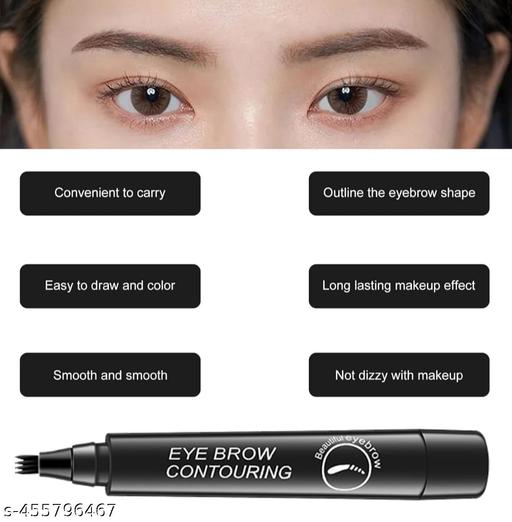 Convenient to carry
Outline the eyebrow shape
Easy to draw and color
Long lasting makeup effect
Smooth and smooth
Not dizzy with makeup
EYE BROW
CONTOURING
Beautiful eyebrow
s-455796467